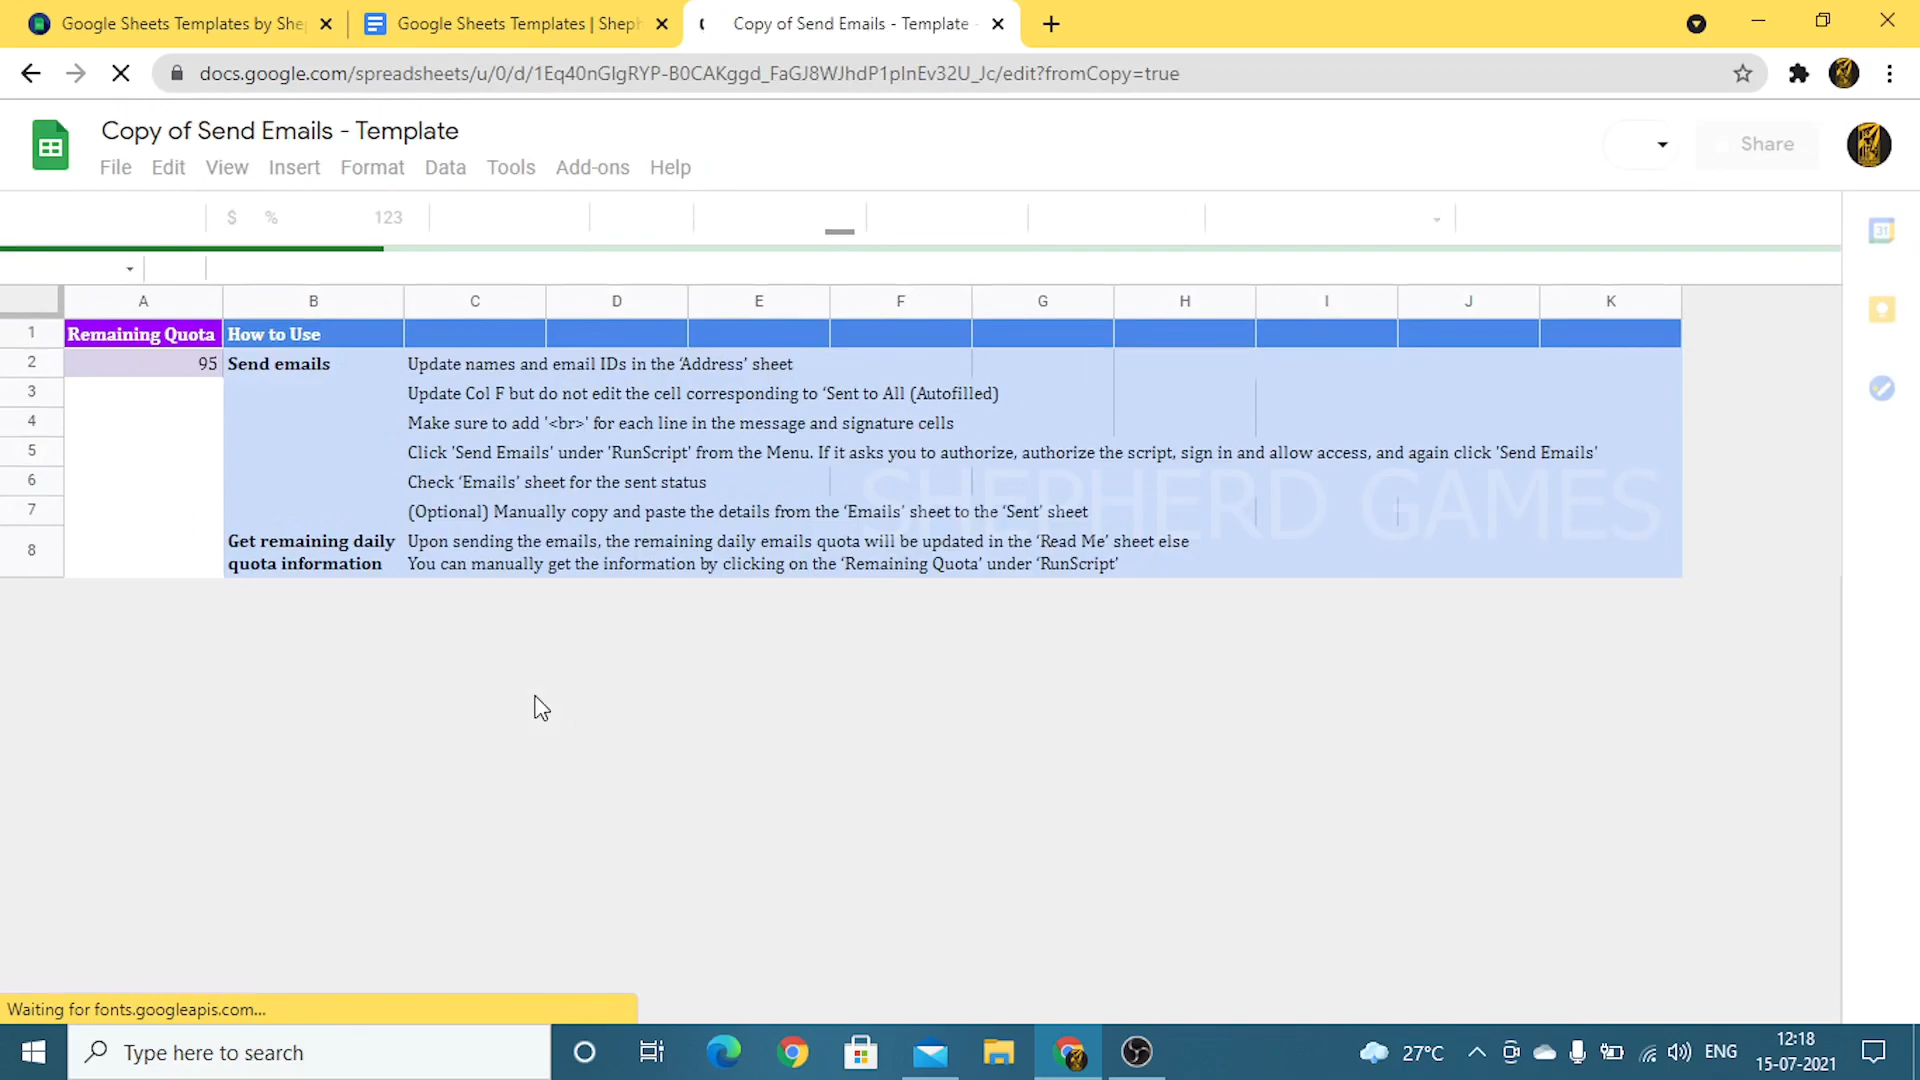 Google Sheets Templates by She
Google Sheets Templates | Sheph
Copy of Send Emails - Template
docs.google.com/spreadsheets/u/0/d/1Eq40nGlgRYP-B0CAKggd_FaGJ8WJhdP1pInEv32U_Jc/edit?fromCopy=true
Copy of Send Emails - Template
Share
File Edit View Insert Format Data Tools Add-ons Help
$ % 123
31
A B C D E F G H I J K
1 Remaining Quota How to Use
2 95 Send emails Update names and email IDs in the ‘Address’ sheet
3 Update Col F but do not edit the cell corresponding to ‘Sent to All (Autofilled)
4 Make sure to add '<br>' for each line in the message and signature cells
5 Click 'Send Emails' under 'RunScript' from the Menu. If it asks you to authorize, authorize the script, sign in and allow access, and again click 'Send Emails'
6 Check ‘Emails’ sheet for the sent status
SHEPHERD GAMES
7 (Optional) Manually copy and paste the details from the ‘Emails’ sheet to the ‘Sent’ sheet
8 Get remaining daily Upon sending the emails, the remaining daily emails quota will be updated in the ‘Read Me’ sheet else
quota information You can manually get the information by clicking on the ‘Remaining Quota’ under ‘RunScript’
Waiting for fonts.googleapis.com...
Type here to search
27°C
ENG
12:18
15-07-2021